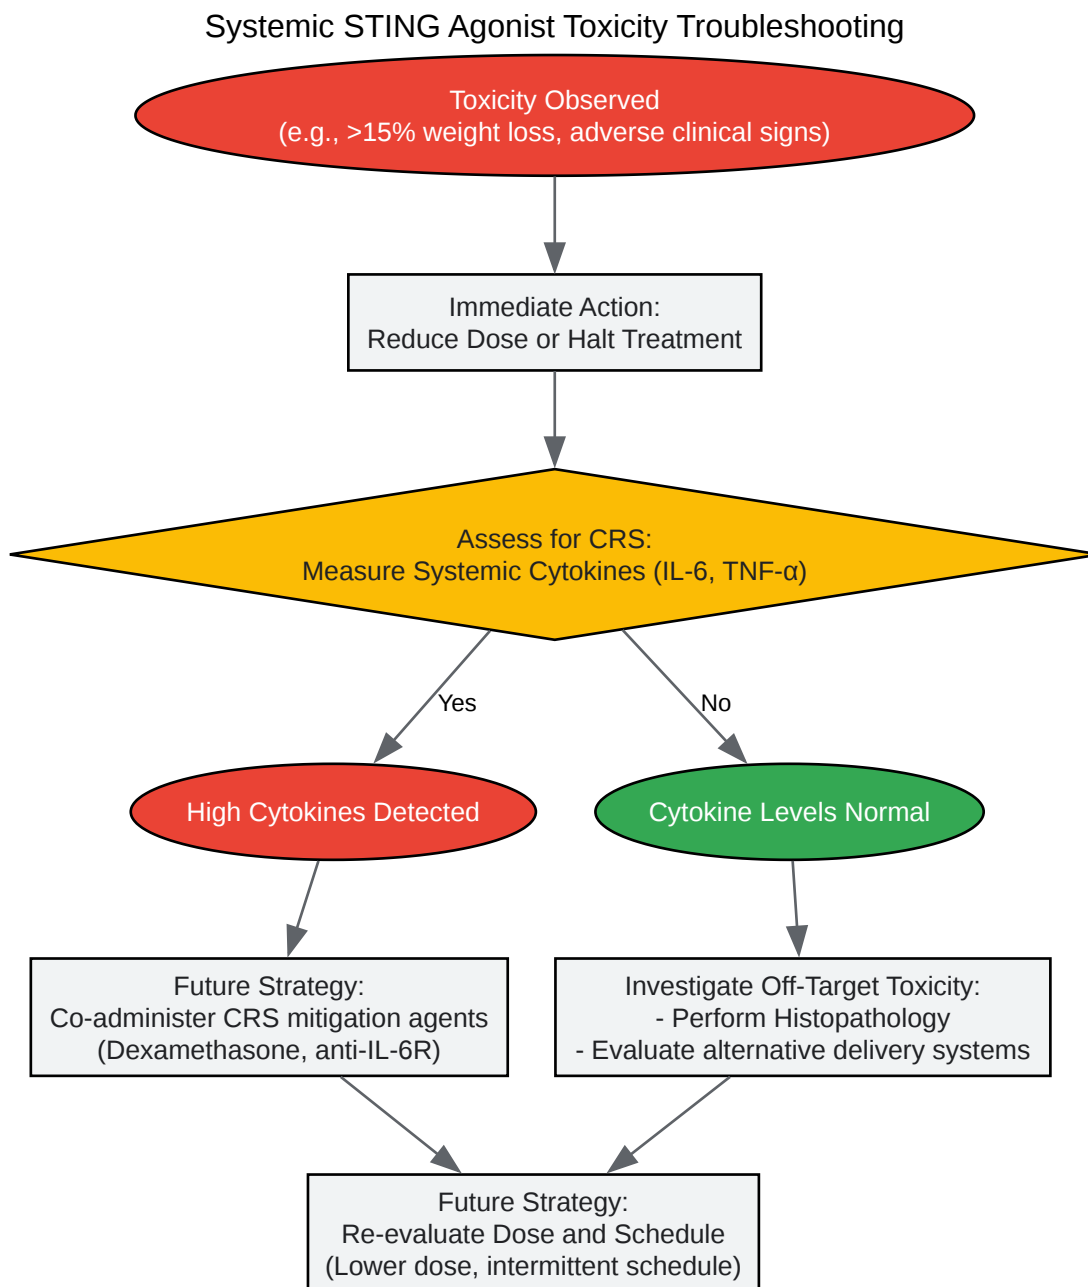 Systemic STING Agonist Toxicity Troubleshooting
Toxicity Observed
(e.g., >15% weight loss, adverse clinical signs)
Immediate Action:
Reduce Dose or Halt Treatment
Assess for CRS:
Measure Systemic Cytokines (IL-6, TNF-α)
Yes
No
High Cytokines Detected
Cytokine Levels Normal
Future Strategy:
Co-administer CRS mitigation agents
(Dexamethasone, anti-IL-6R)
Investigate Off-Target Toxicity:
- Perform Histopathology
- Evaluate alternative delivery systems
Future Strategy:
Re-evaluate Dose and Schedule
(Lower dose, intermittent schedule)